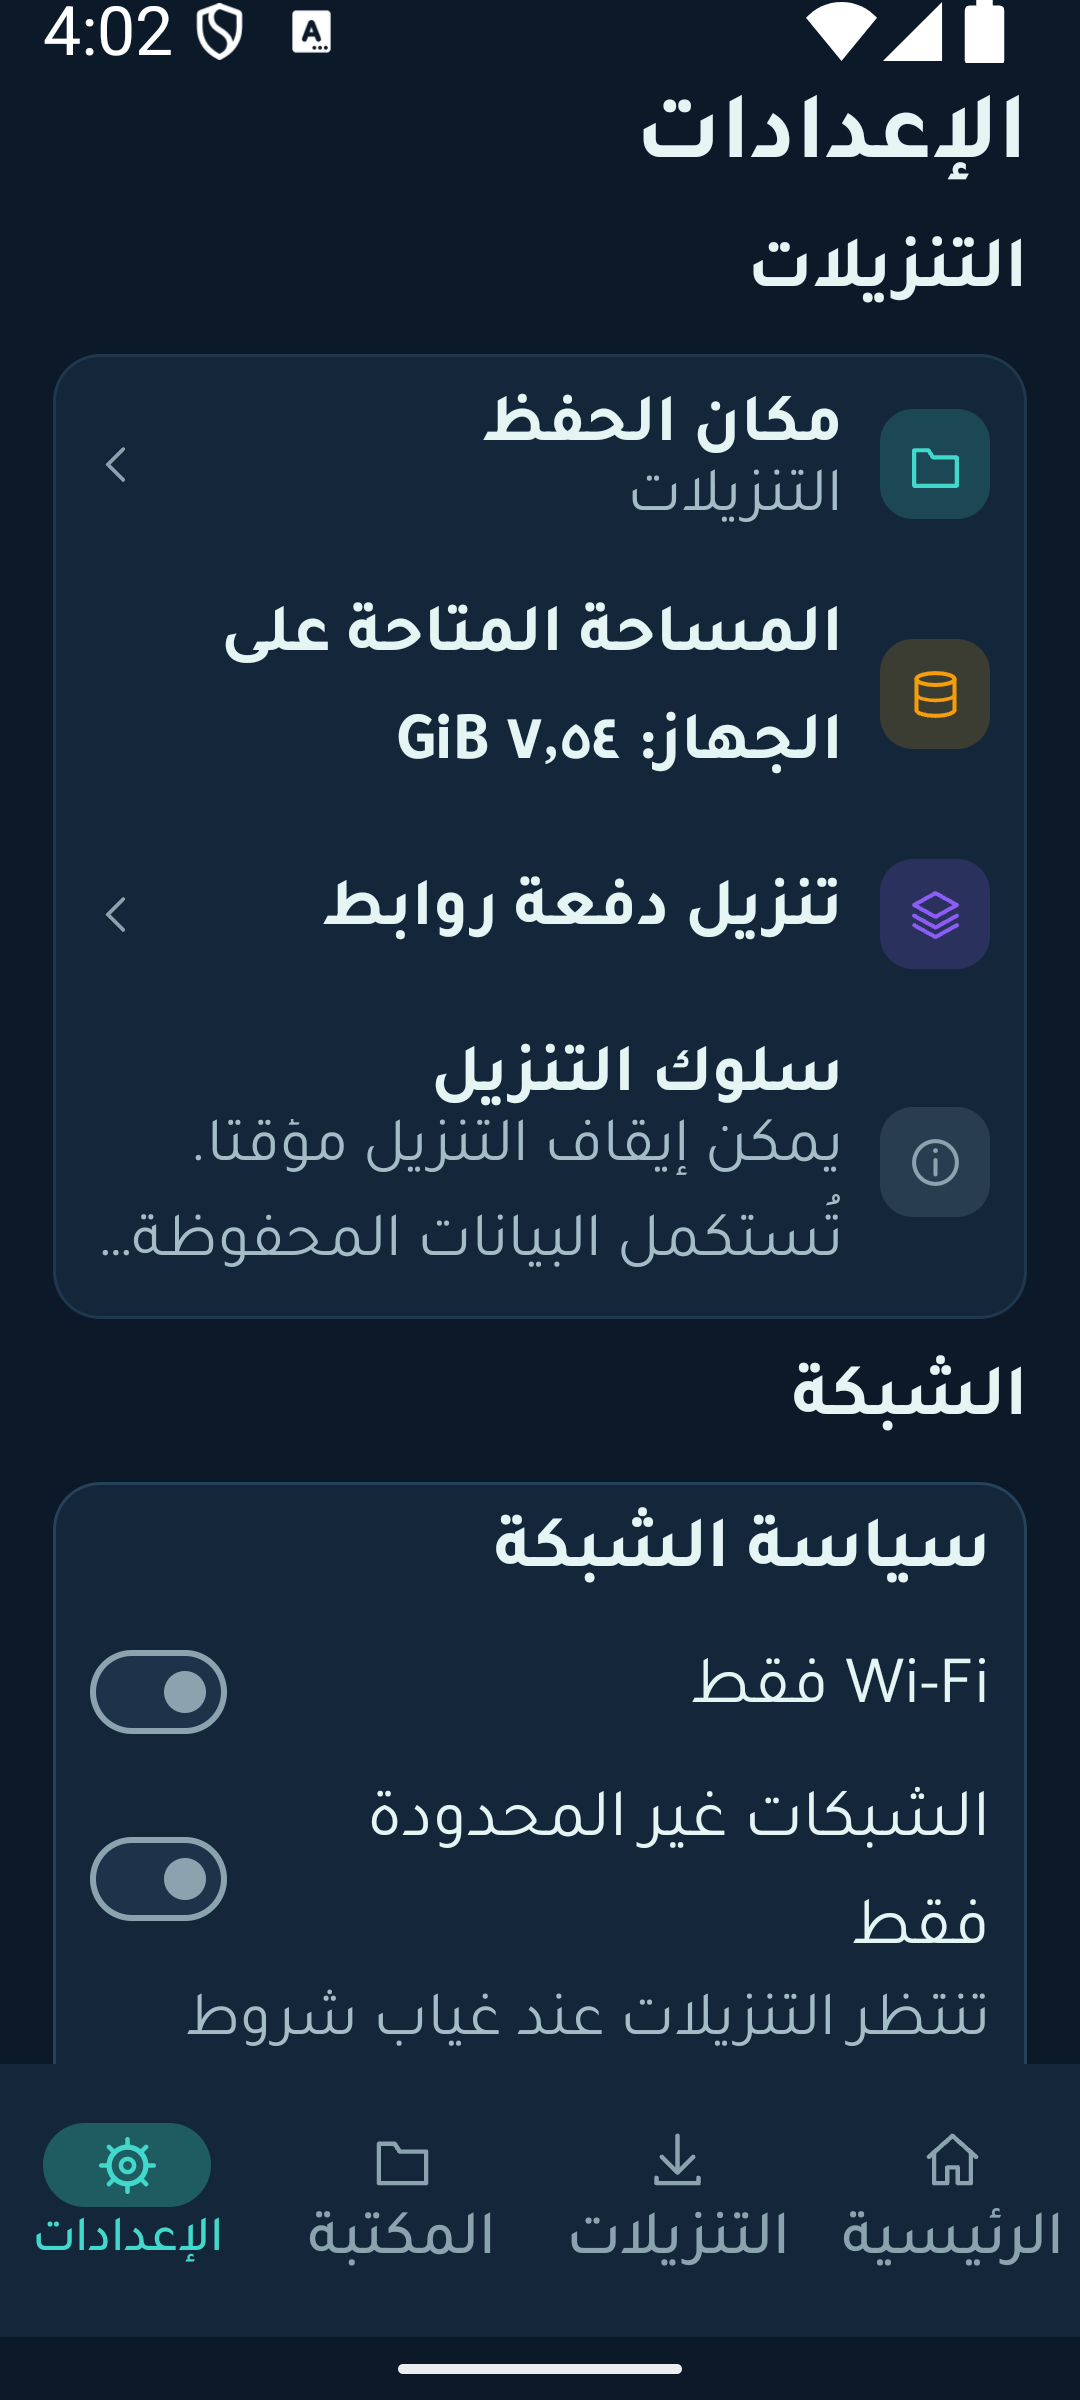 4:02
الإعدادات
التنزيلات
مكان الحفظ
التنزيلات
المساحة المتاحة على
الجهاز: ٧,٥٤ GiB
تنزيل دفعة روابط
سلوك التنزيل
يمكن إيقاف التنزيل مؤقتا.
تُستكمل البيانات المحفوظة...
الشبكة
سياسة الشبكة
Wi-Fi فقط
الشبكات غير المحدودة
فقط
تنتظر التنزيلات عند غياب شروط
الرئيسية
التنزيلات
المكتبة
الإعدادات